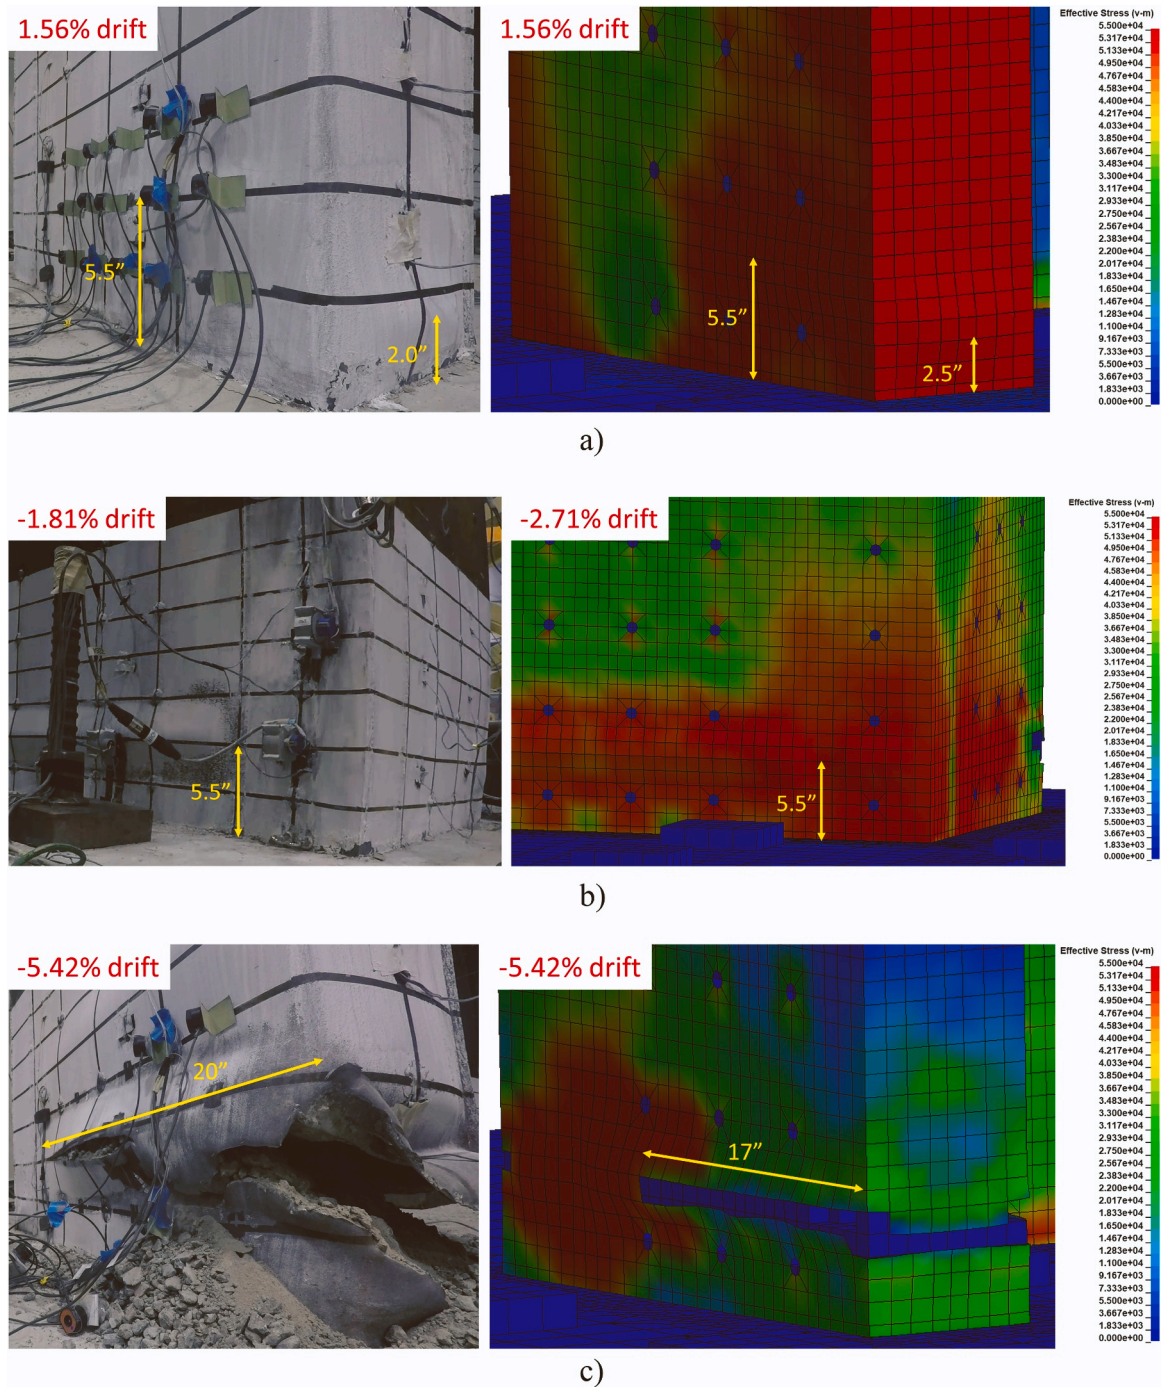 1.56% drift
5.5”
2.0”
1.56% drift
5.5”
2.5”
Effective Stress (v-m)
5.500e+04
5.317e+04
5.133e+04
4.950e+04
4.767e+04
4.583e+04
4.400e+04
4.217e+04
4.033e+04
3.850e+04
3.667e+04
3.483e+04
3.300e+04
3.117e+04
2.933e+04
2.750e+04
2.567e+04
2.383e+04
2.200e+04
2.017e+04
1.833e+04
1.650e+04
1.467e+04
1.283e+04
1.100e+04
9.167e+03
7.333e+03
5.500e+03
3.667e+03
1.833e+03
0.000e+00
a)
-1.81% drift
5.5”
-2.71% drift
5.5”
Effective Stress (v-m)
5.500e+04
5.317e+04
5.133e+04
4.950e+04
4.767e+04
4.583e+04
4.400e+04
4.217e+04
4.033e+04
3.850e+04
3.667e+04
3.483e+04
3.300e+04
3.117e+04
2.933e+04
2.750e+04
2.567e+04
2.383e+04
2.200e+04
2.017e+04
1.833e+04
1.650e+04
1.467e+04
1.283e+04
1.100e+04
9.167e+03
7.333e+03
5.500e+03
3.667e+03
1.833e+03
0.000e+00
b)
-5.42% drift
20”
-5.42% drift
17”
Effective Stress (v-m)
5.500e+04
5.317e+04
5.133e+04
4.950e+04
4.767e+04
4.583e+04
4.400e+04
4.217e+04
4.033e+04
3.850e+04
3.667e+04
3.483e+04
3.300e+04
3.117e+04
2.933e+04
2.750e+04
2.567e+04
2.383e+04
2.200e+04
2.017e+04
1.833e+04
1.650e+04
1.467e+04
1.283e+04
1.100e+04
9.167e+03
7.333e+03
5.500e+03
3.667e+03
1.833e+03
0.000e+00
c)